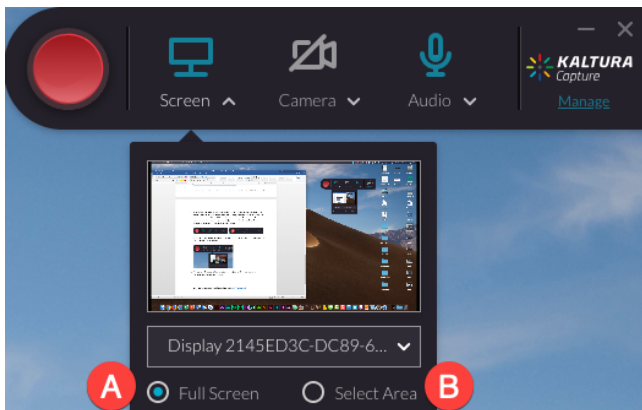 KALTURA
Capture
Screen
Camera
Audio
Manage
Display 2145ED3C-DC89-6...
A
Full Screen
Select Area
B